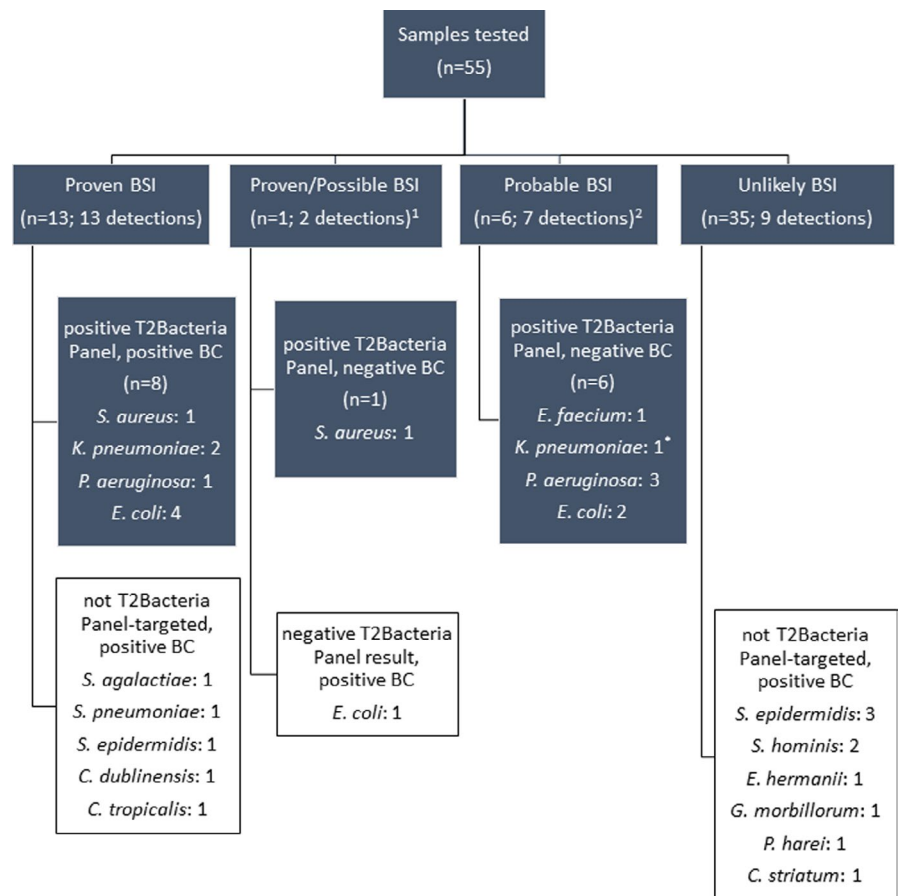 Samples tested
(n=55)
Proven BSI
(n=13; 13 detections)
Proven/Possible BSI
(n=1; 2 detections)¹
Probable BSI
(n=6; 7 detections)²
Unlikely BSI
(n=35; 9 detections)
positive T2Bacteria
Panel, positive BC
(n=8)
S. aureus: 1
K. pneumoniae: 2
P. aeruginosa: 1
E. coli: 4
positive T2Bacteria
Panel, negative BC
(n=1)
S. aureus: 1
positive T2Bacteria
Panel, negative BC
(n=6)
E. faecium: 1
K. pneumoniae: 1*
P. aeruginosa: 3
E. coli: 2
not T2Bacteria
Panel-targeted,
positive BC
S. agalactiae: 1
S. pneumoniae: 1
S. epidermidis: 1
C. dublinensis: 1
C. tropicalis: 1
negative T2Bacteria
Panel result,
positive BC
E. coli: 1
not T2Bacteria
Panel-targeted,
positive BC
S. epidermidis: 3
S. hominis: 2
E. hermanii: 1
G. morbillorum: 1
P. harei: 1
C. striatum: 1